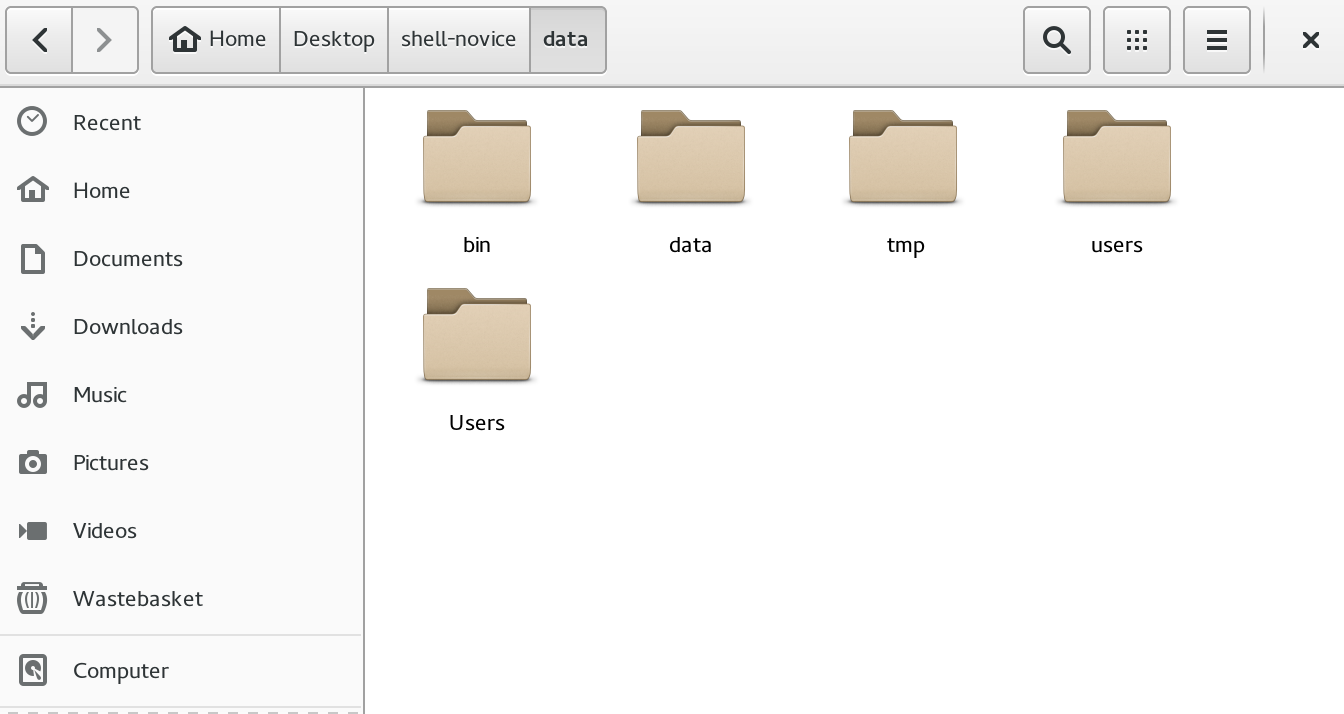 Home Desktop shell-novice data
Recent
Home
Documents
Downloads
Music
Pictures
Videos
Wastebasket
Computer
bin data tmp users
Users